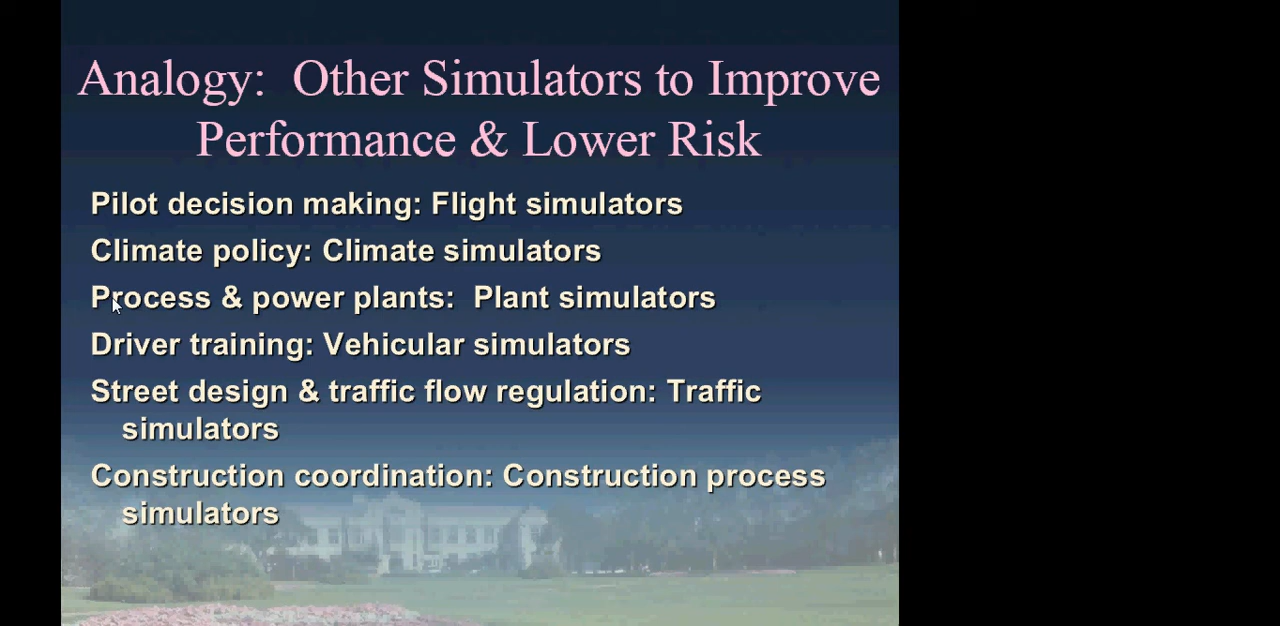 Analogy:  Other Simulators to Improve
Performance & Lower Risk
Pilot decision making: Flight simulators
Climate policy: Climate simulators
Process & power plants:  Plant simulators
Driver training: Vehicular simulators
Street design & traffic flow regulation: Traffic
simulators
Construction coordination: Construction process
simulators